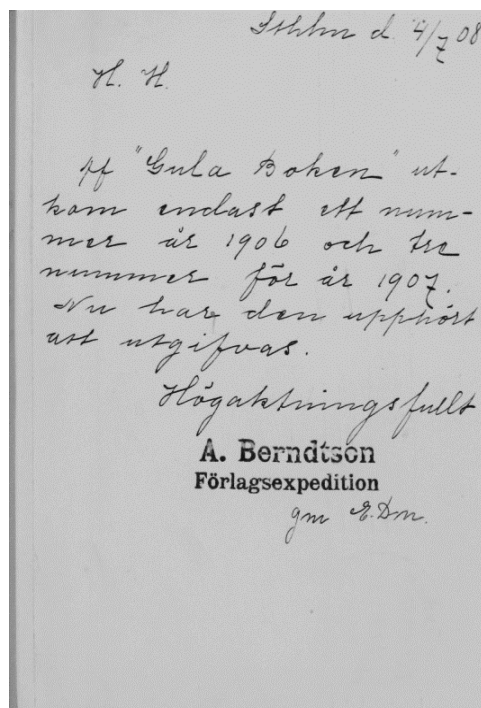 Sthlm d. 4/7 08
H. H.
Af "Gula Boken" ut-
kom endast ett num-
mer år 1906 och tre
nummer för år 1907.
Nu har den upphört
att utgifvas.
Högaktningsfullt
A. Berndtson
Förlagsexpedition
gm E. Dm.